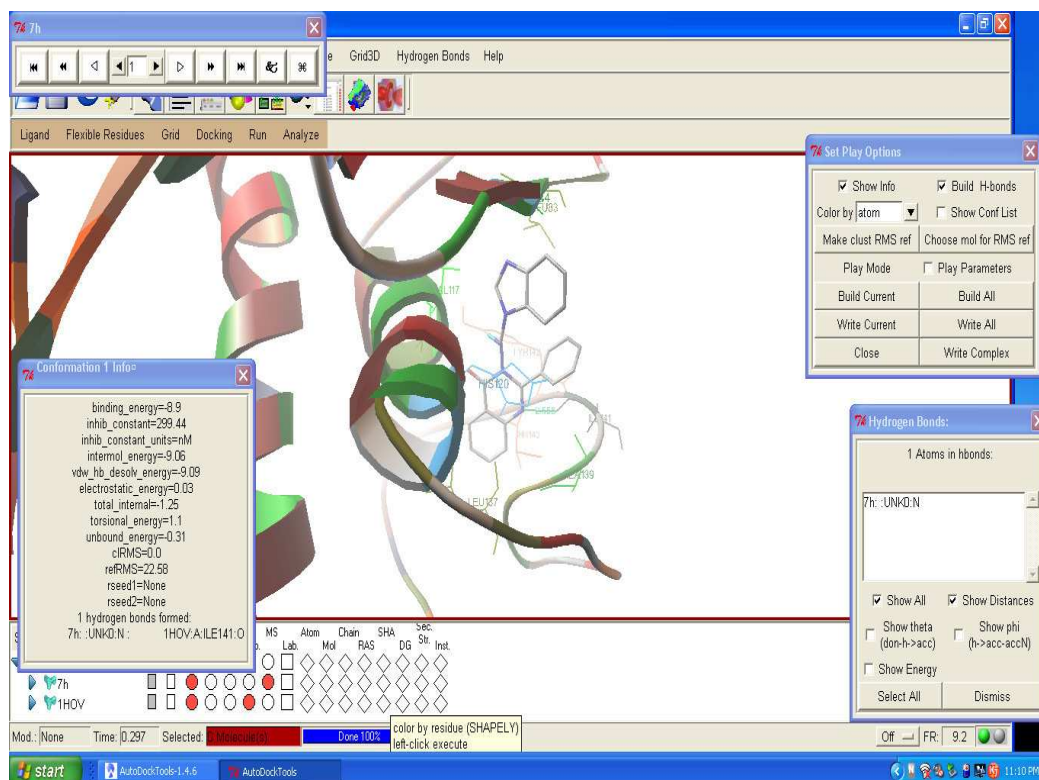 7h
1
Grid3D Hydrogen Bonds Help
Ligand Flexible Residues Grid Docking Run Analyze
Set Play Options
Show Info Build H-bonds
Color by atom Show Conf List
Make clust RMS ref Choose mol for RMS ref
Play Mode Play Parameters
Build Current Build All
Write Current Write All
Close Write Complex
HIS120
LEU137
Conformation 1 Info
binding_energy=-8.9
inhib_constant=299.44
inhib_constant_units=nM
intermol_energy=-9.06
vdw_hb_desolv_energy=-9.09
electrostatic_energy=0.03
total_internal=-1.25
torsional_energy=1.1
unbound_energy=-0.31
clRMS=0.0
refRMS=22.58
rseed1=None
rseed2=None
1 hydrogen bonds formed:
7h: :UNK0:N : 1HOV:A:ILE141:O
Hydrogen Bonds:
1 Atoms in hbonds:
7h: :UNK0:N
Show All Show Distances
Show theta (don-h->acc) Show phi (h->acc-accN)
Show Energy
Select All Dismiss
MS Lab. Atom Mol Chain RAS SHA DG Sec. Str. Inst.
7h
1HOV
color by residue (SHAPELY)
left-click execute
Mod.: None Time: 0.297 Selected: Done 100% Off FR: 9.2
start AutoDockTools-1.4.6 AutoDockTools 11:10 PM